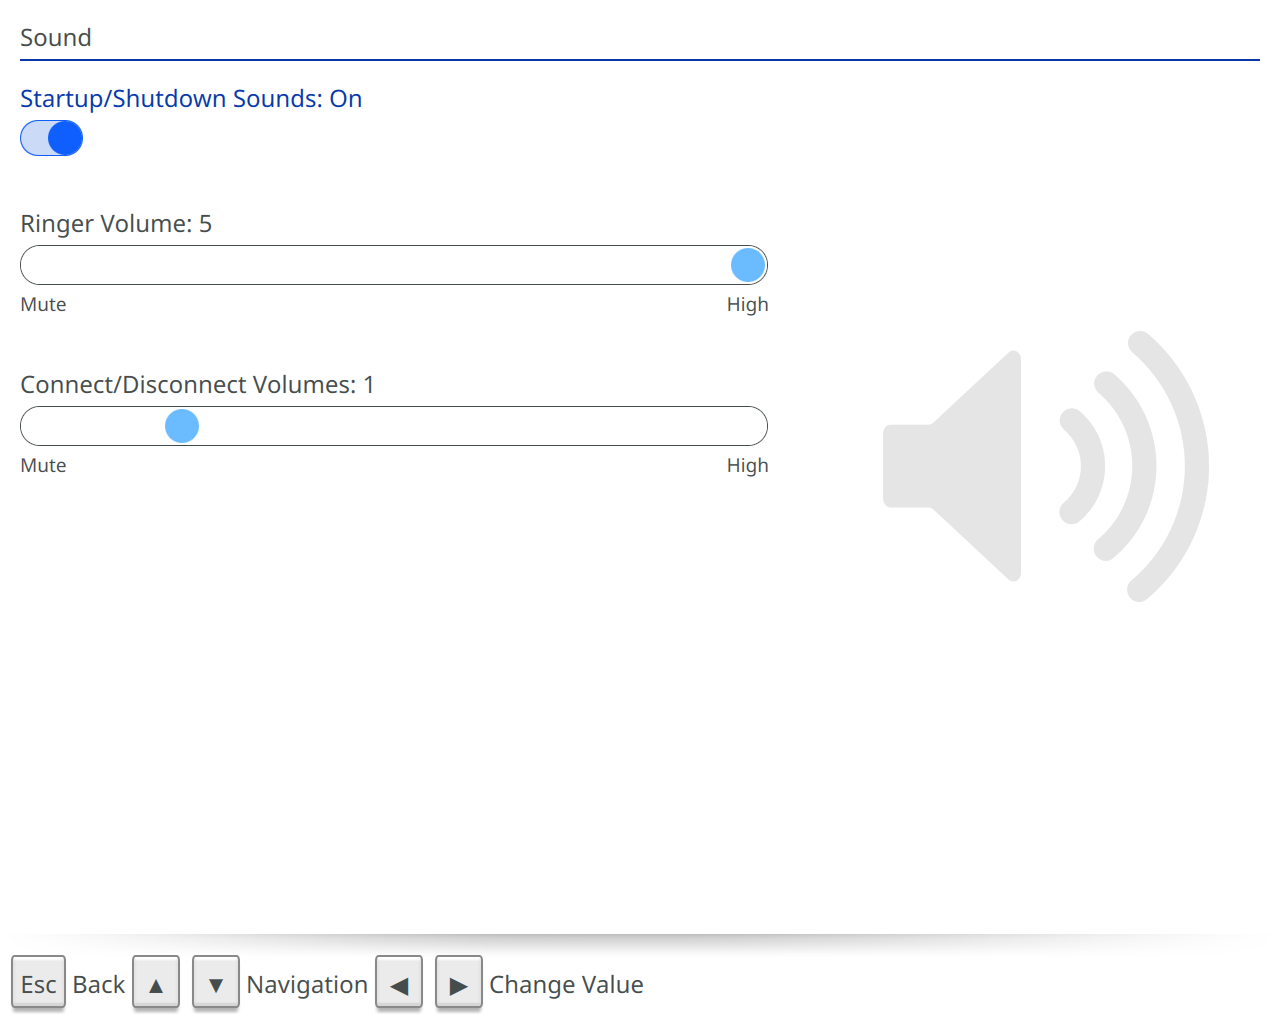 Sound
Startup/Shutdown Sounds: On
Ringer Volume: 5
Mute High
Connect/Disconnect Volumes: 1
Mute High
Esc Back ▲ ▼ Navigation ◀ ▶ Change Value